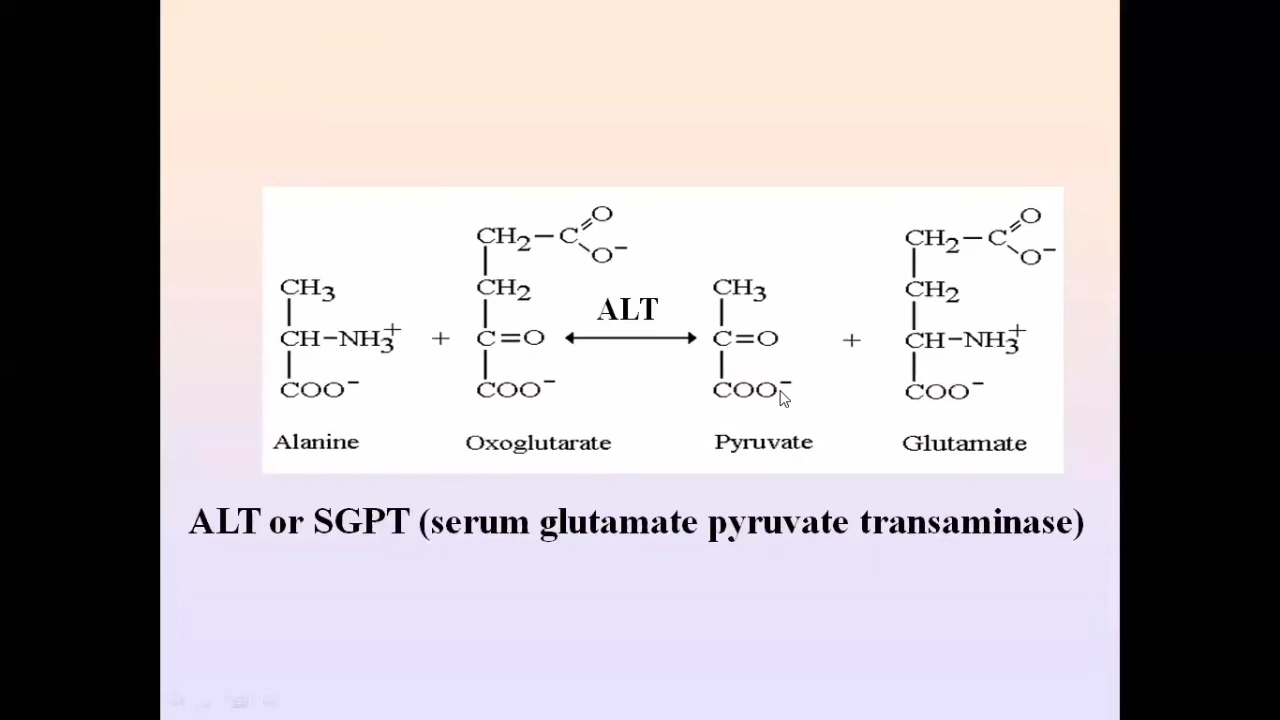 CH2–C=O
O−
CH2–C=O
O−
CH3 CH2 CH3 CH2
ALT
CH–NH3+ + C=O C=O + CH–NH3+
COO− COO− COO− COO−
Alanine Oxoglutarate Pyruvate Glutamate
ALT or SGPT (serum glutamate pyruvate transaminase)